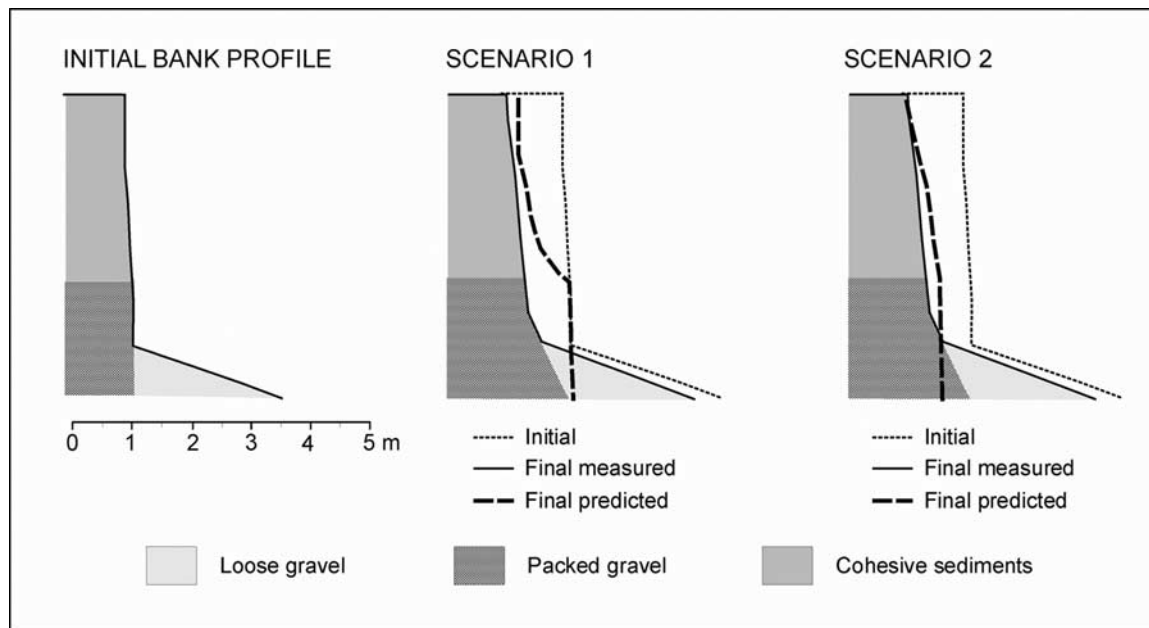 INITIAL BANK PROFILE
SCENARIO 1
SCENARIO 2
0 1 2 3 4 5 m
Initial
Final measured
Final predicted
Initial
Final measured
Final predicted
Loose gravel
Packed gravel
Cohesive sediments